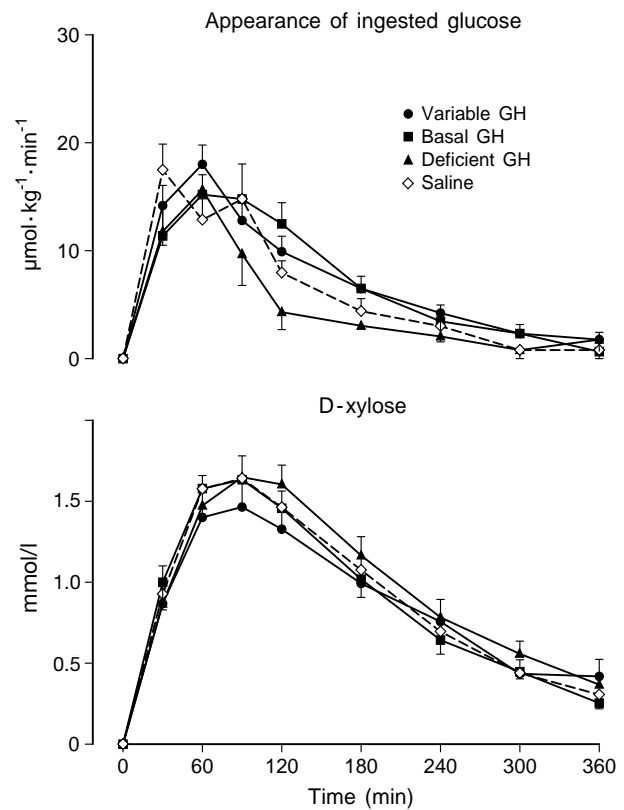 Appearance of ingested glucose
30
20
10
0
µmol·kg⁻¹·min⁻¹
Variable GH
Basal GH
Deficient GH
Saline
D-xylose
1.5
1.0
0.5
0
mmol/l
0 60 120 180 240 300 360
Time (min)